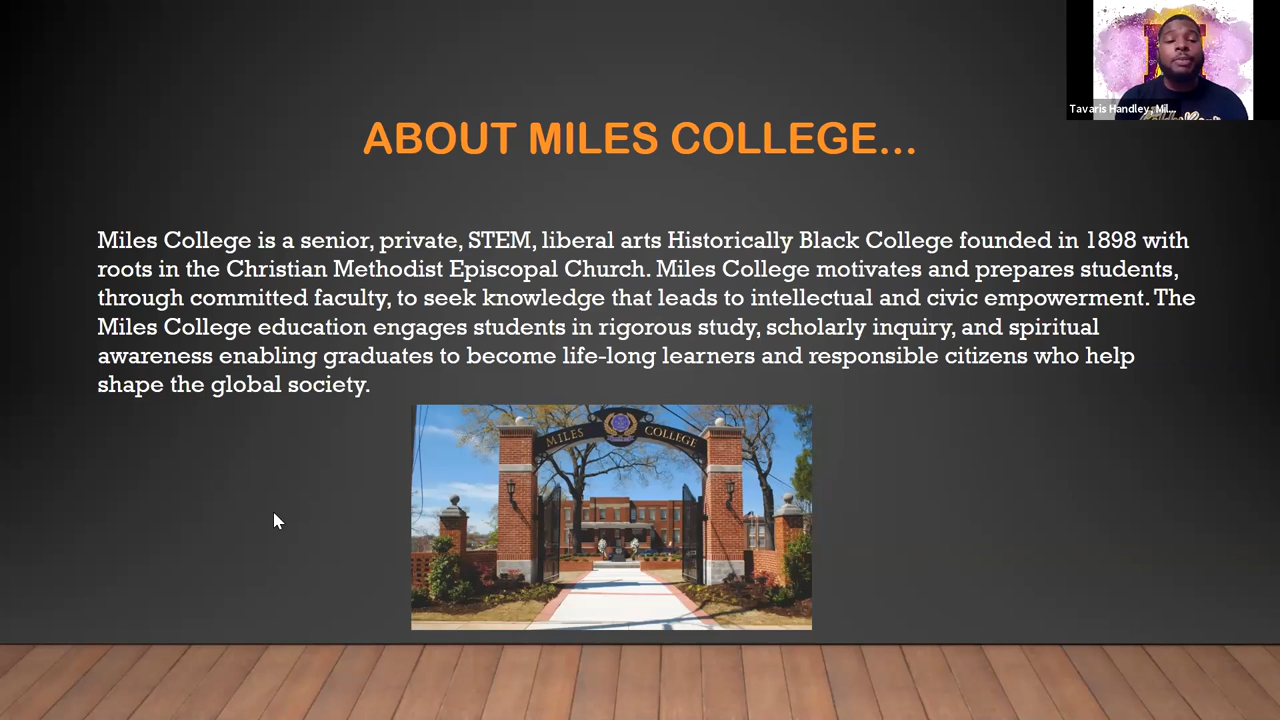 Tavaris Handley, Mil...
ABOUT MILES COLLEGE...
Miles College is a senior, private, STEM, liberal arts Historically Black College founded in 1898 with
roots in the Christian Methodist Episcopal Church. Miles College motivates and prepares students,
through committed faculty, to seek knowledge that leads to intellectual and civic empowerment. The
Miles College education engages students in rigorous study, scholarly inquiry, and spiritual
awareness enabling graduates to become life-long learners and responsible citizens who help
shape the global society.
MILES COLLEGE